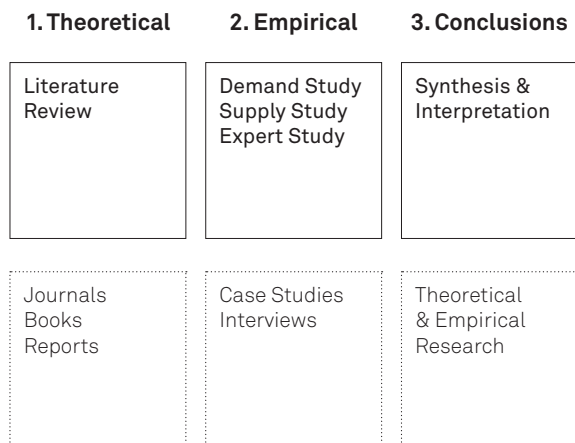 1. Theoretical
2. Empirical
3. Conclusions
Literature
Review
Demand Study
Supply Study
Expert Study
Synthesis &
Interpretation
Journals
Books
Reports
Case Studies
Interviews
Theoretical
& Empirical
Research